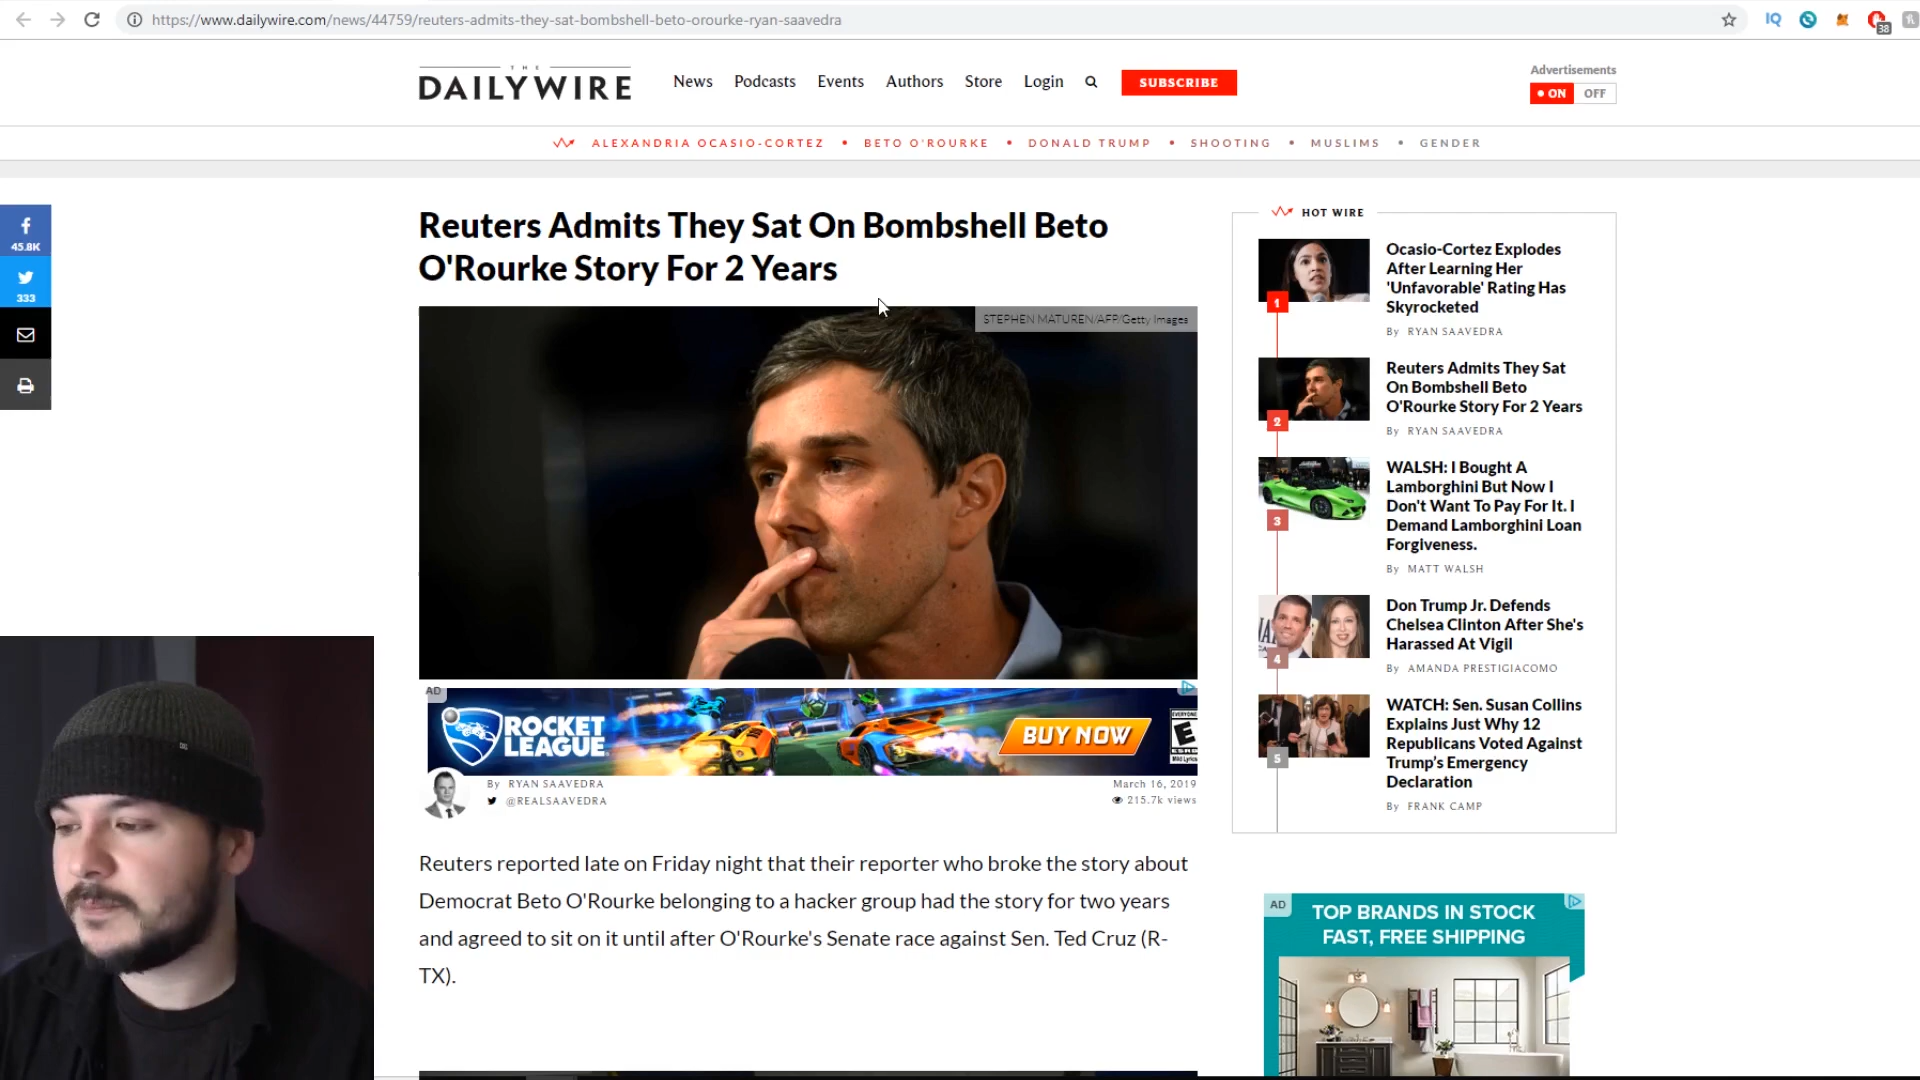 https://www.dailywire.com/news/44759/reuters-admits-they-sat-bombshell-beto-orourke-ryan-saavedra
IQ
38
THE
DAILYWIRE
News
Podcasts
Events
Authors
Store
Login
SUBSCRIBE
Advertisements
ON
OFF
ALEXANDRIA OCASIO-CORTEZ • BETO O'ROURKE • DONALD TRUMP • SHOOTING • MUSLIMS • GENDER
45.8K
333
Reuters Admits They Sat On Bombshell Beto
O'Rourke Story For 2 Years
STEPHEN MATUREN/AFP/Getty Images
AD
ROCKET
LEAGUE
BUY NOW
EVERYONE
E
ESRB
Mild Lyrics
By RYAN SAAVEDRA
@REALSAAVEDRA
March 16, 2019
215.7k views
Reuters reported late on Friday night that their reporter who broke the story about
Democrat Beto O'Rourke belonging to a hacker group had the story for two years
and agreed to sit on it until after O'Rourke's Senate race against Sen. Ted Cruz (R-
TX).
HOT WIRE
1
Ocasio-Cortez Explodes
After Learning Her
'Unfavorable' Rating Has
Skyrocketed
By RYAN SAAVEDRA
2
Reuters Admits They Sat
On Bombshell Beto
O'Rourke Story For 2 Years
By RYAN SAAVEDRA
3
WALSH: I Bought A
Lamborghini But Now I
Don't Want To Pay For It. I
Demand Lamborghini Loan
Forgiveness.
By MATT WALSH
4
Don Trump Jr. Defends
Chelsea Clinton After She's
Harassed At Vigil
By AMANDA PRESTIGIACOMO
5
WATCH: Sen. Susan Collins
Explains Just Why 12
Republicans Voted Against
Trump's Emergency
Declaration
By FRANK CAMP
AD
TOP BRANDS IN STOCK
FAST, FREE SHIPPING